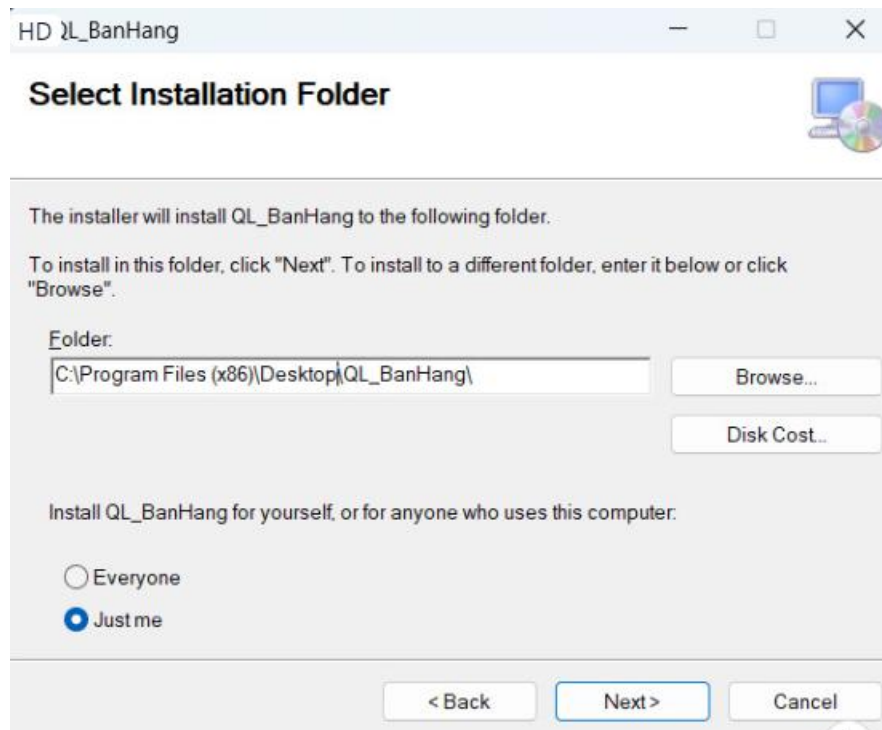 HD QL_BanHang
Select Installation Folder
The installer will install QL_BanHang to the following folder.
To install in this folder, click "Next". To install to a different folder, enter it below or click
"Browse".
Folder:
C:\Program Files (x86)\Desktop\QL_BanHang\
Browse...
Disk Cost...
Install QL_BanHang for yourself, or for anyone who uses this computer:
Everyone
Just me
< Back
Next >
Cancel